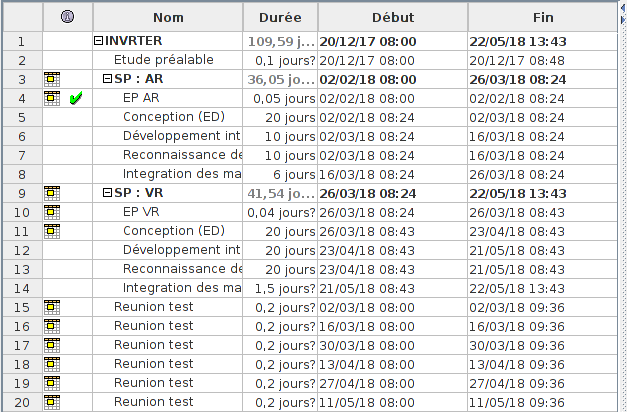 Nom Durée Début Fin
1 INVRTER 109,59 j... 20/12/17 08:00 22/05/18 13:43
2 Etude préalable 0,1 jours? 20/12/17 08:00 20/12/17 08:48
3 SP : AR 36,05 jours 02/02/18 08:00 26/03/18 08:24
4 EP AR 0,05 jours 02/02/18 08:00 02/02/18 08:24
5 Conception (ED) 20 jours 02/02/18 08:24 02/03/18 08:24
6 Développement int 10 jours 02/03/18 08:24 16/03/18 08:24
7 Reconnaissance de 10 jours 02/03/18 08:24 16/03/18 08:24
8 Integration des ma 6 jours 16/03/18 08:24 26/03/18 08:24
9 SP : VR 41,54 jo... 26/03/18 08:24 22/05/18 13:43
10 EP VR 0,04 jours? 26/03/18 08:24 26/03/18 08:43
11 Conception (ED) 20 jours 26/03/18 08:43 23/04/18 08:43
12 Développement int 20 jours 23/04/18 08:43 21/05/18 08:43
13 Reconnaissance de 20 jours 23/04/18 08:43 21/05/18 08:43
14 Integration des ma 1,5 jours? 21/05/18 08:43 22/05/18 13:43
15 Reunion test 0,2 jours? 02/03/18 08:00 02/03/18 09:36
16 Reunion test 0,2 jours? 16/03/18 08:00 16/03/18 09:36
17 Reunion test 0,2 jours? 30/03/18 08:00 30/03/18 09:36
18 Reunion test 0,2 jours? 13/04/18 08:00 13/04/18 09:36
19 Reunion test 0,2 jours? 27/04/18 08:00 27/04/18 09:36
20 Reunion test 0,2 jours? 11/05/18 08:00 11/05/18 09:36